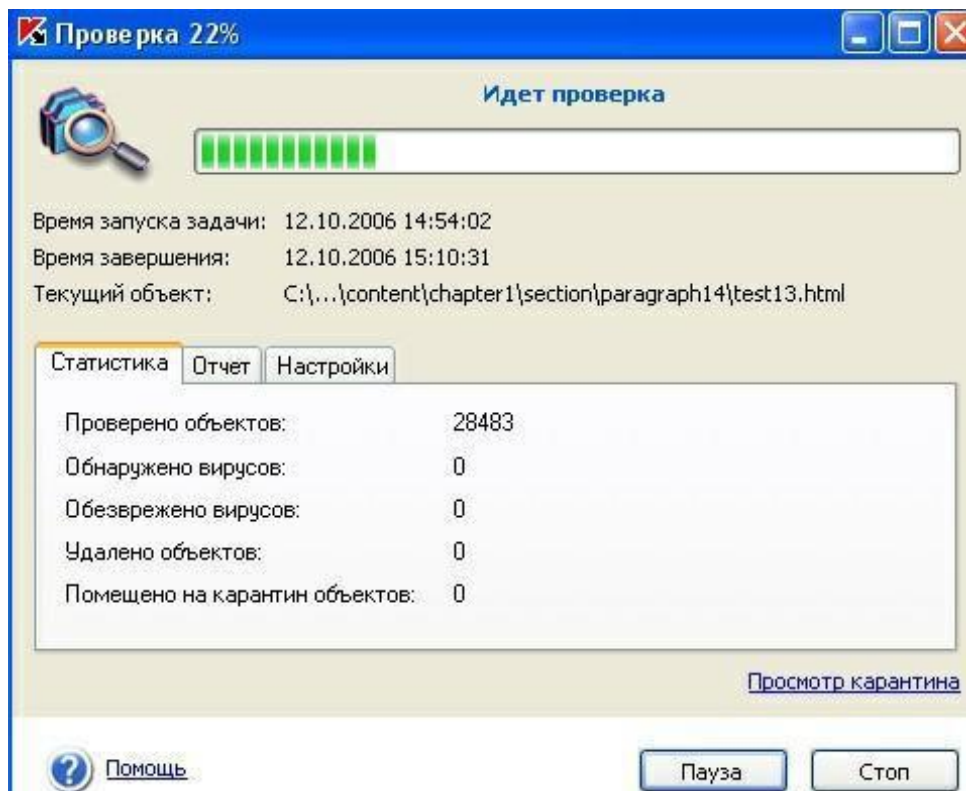 Проверка 22%
Идет проверка
Время запуска задачи: 12.10.2006 14:54:02
Время завершения: 12.10.2006 15:10:31
Текущий объект: C:\...\content\chapter1\section\paragraph14\test13.html
Статистика Отчет Настройки
Проверено объектов: 28483
Обнаружено вирусов: 0
Обезврежено вирусов: 0
Удалено объектов: 0
Помещено на карантин объектов: 0
Просмотр карантина
Помощь Пауза Стоп